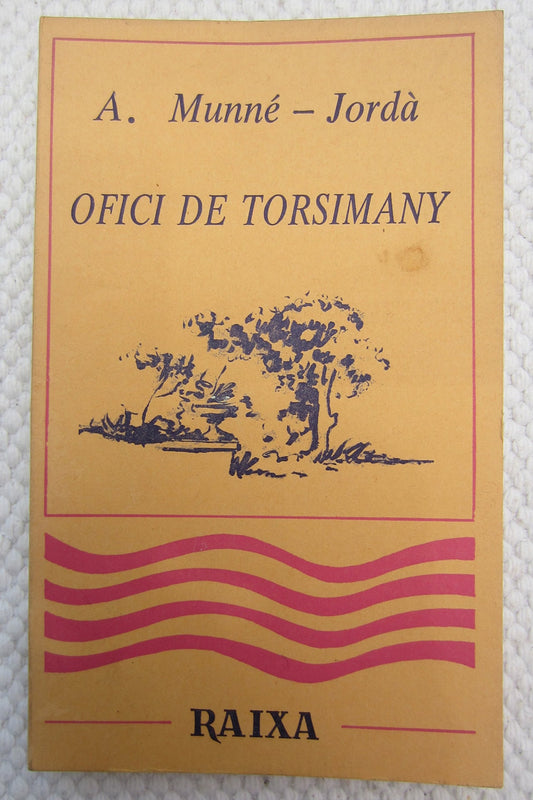 A. Munné – Jordà
OFICI DE TORSIMANY
RAIXA